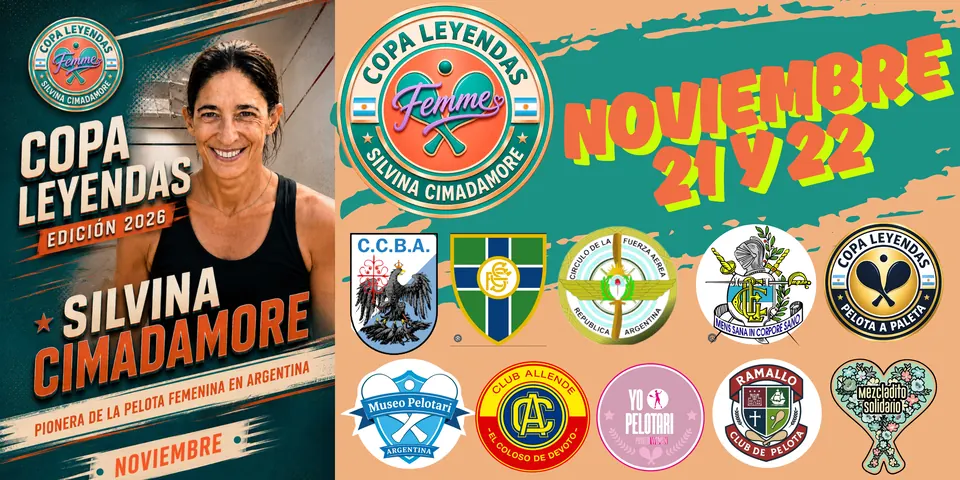 COPA LEYENDAS
Femme
SILVINA CIMADAMORE
COPA
LEYENDAS
EDICIÓN 2026
SILVINA
CIMADAMORE
PIONERA DE LA PELOTA FEMENINA EN ARGENTINA
NOVIEMBRE
COPA LEYENDAS
Femme
SILVINA CIMADAMORE
NOVIEMBRE
21 Y 22
C.C.B.A.
CIRCULO DE LA FUERZA AEREA
REPUBLICA ARGENTINA
MENS SANA IN CORPORE SANO
COPA LEYENDAS
PELOTA A PALETA
Museo Pelotari
ARGENTINA
CLUB ALLENDE
CA
-EL COLOSO DE DEVOTO-
YO
PELOTARI
RAMALLO
CLUB DE PELOTA
Mezcladito
solidario